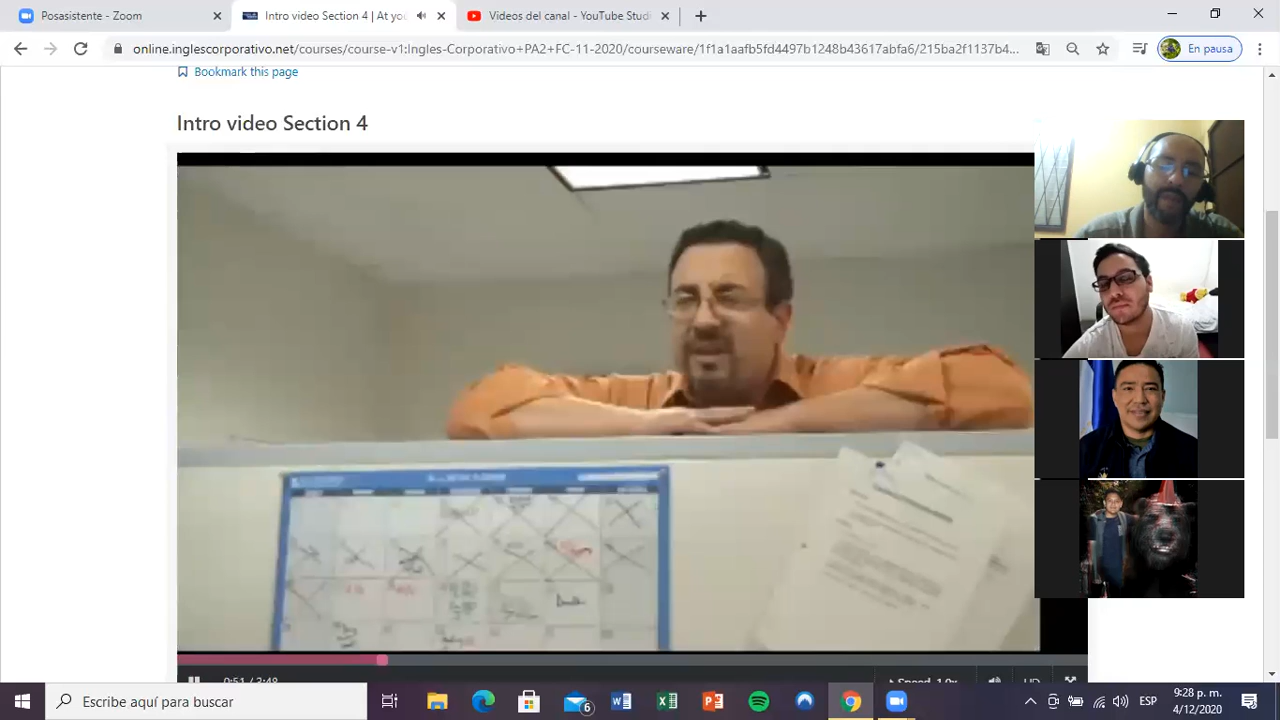 Posasistente - Zoom
Intro video Section 4 | At yo
Videos del canal - YouTube Studi
online.inglescorporativo.net/courses/course-v1:Ingles-Corporativo+PA2+FC-11-2020/courseware/1f1a1aafb5fd4497b1248b43617abfa6/215ba2f1137b4...
En pausa
Bookmark this page
Intro video Section 4
0:51 / 3:48
Speed 1.0x
HD
Escribe aquí para buscar
6
ESP
9:28 p. m.
4/12/2020